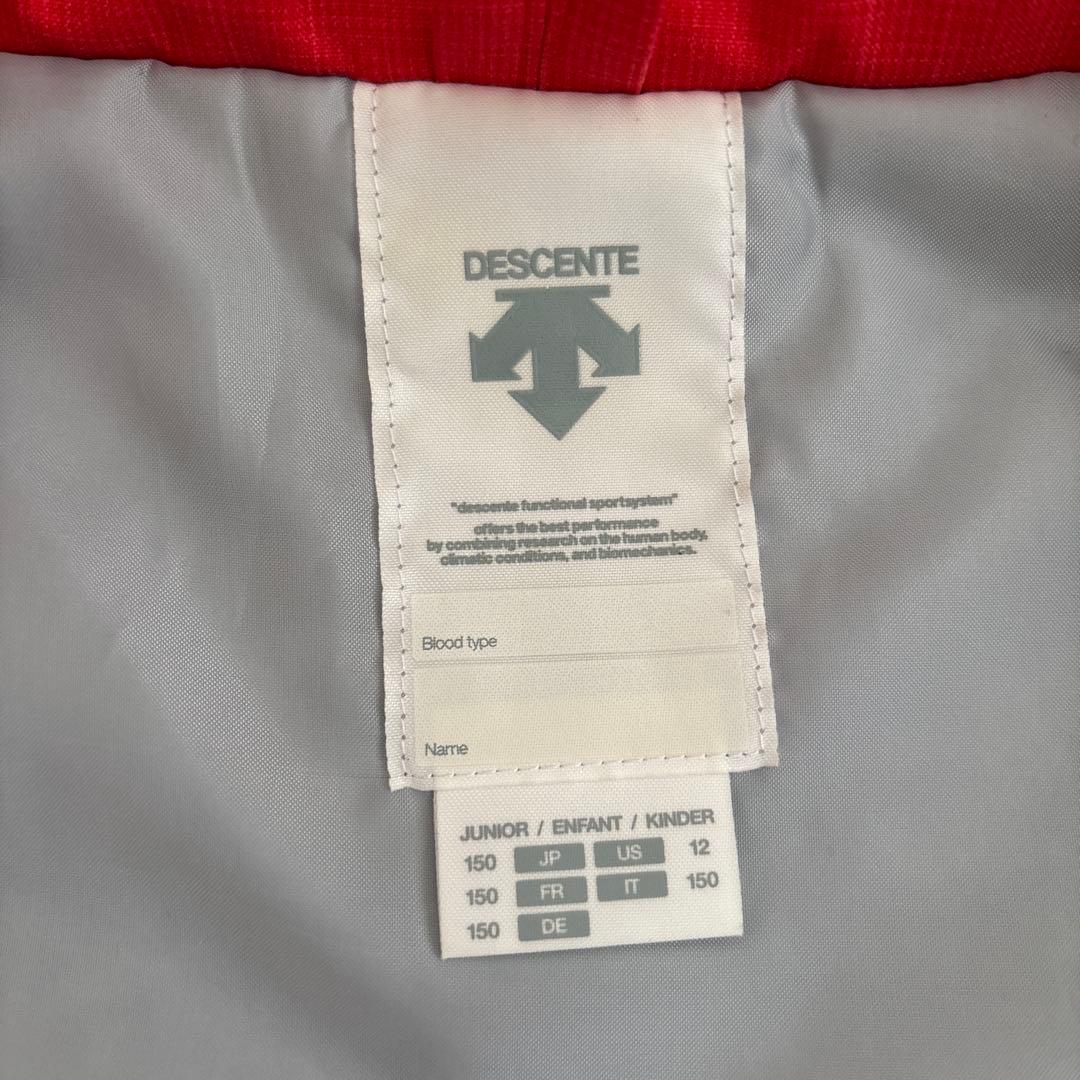 DESCENTE
"descente functional sportsystem"
offers the best performance
by combining research on the human body,
climatic conditions, and biomechanics.
Blood type
Name
JUNIOR / ENFANT / KINDER
150 JP US 12
150 FR IT 150
150 DE